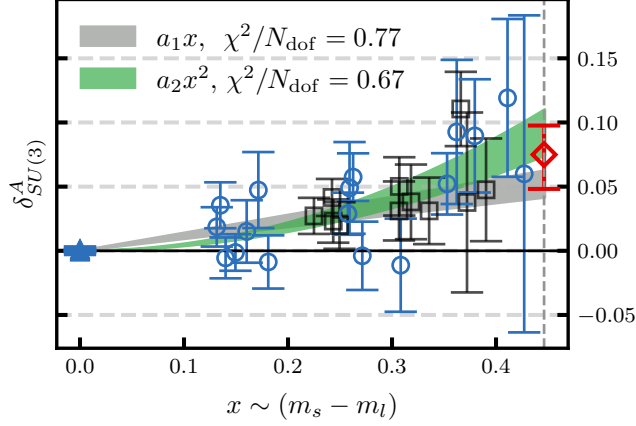 a₁x, χ²/N_dof = 0.77
a₂x², χ²/N_dof = 0.67
0.15
0.10
0.05
0.00
−0.05
δ^A_SU(3)
0.0 0.1 0.2 0.3 0.4
x ∼ (m_s − m_l)